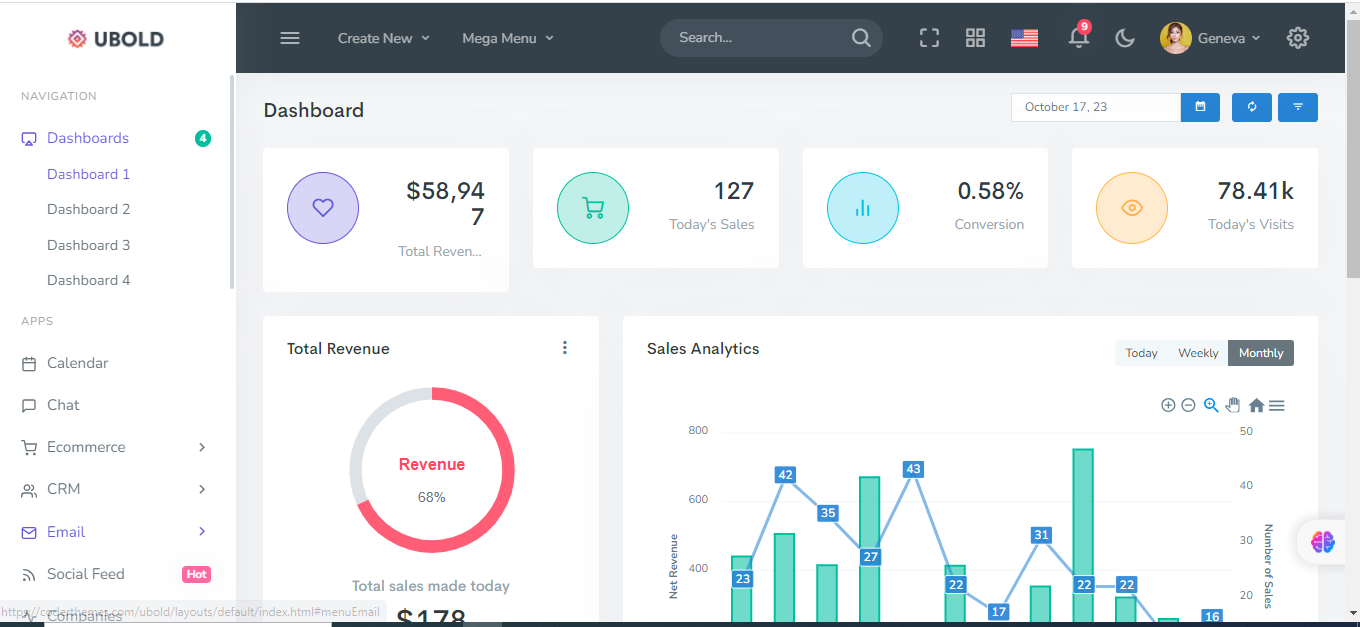 UBOLD
Create New
Mega Menu
Search...
9
Geneva
NAVIGATION
Dashboards
4
Dashboard 1
Dashboard 2
Dashboard 3
Dashboard 4
APPS
Calendar
Chat
Ecommerce
CRM
Email
Social Feed
Hot
Companies
https://coderthemes.com/ubold/layouts/default/index.html#menuEmail
Dashboard
October 17, 23
$58,94
7
Total Reven...
127
Today's Sales
0.58%
Conversion
78.41k
Today's Visits
Total Revenue
Revenue
68%
Total sales made today
$178
Sales Analytics
Today
Weekly
Monthly
800
600
400
Net Revenue
50
40
30
20
Number of Sales
23
42
35
27
43
22
17
31
22
22
16